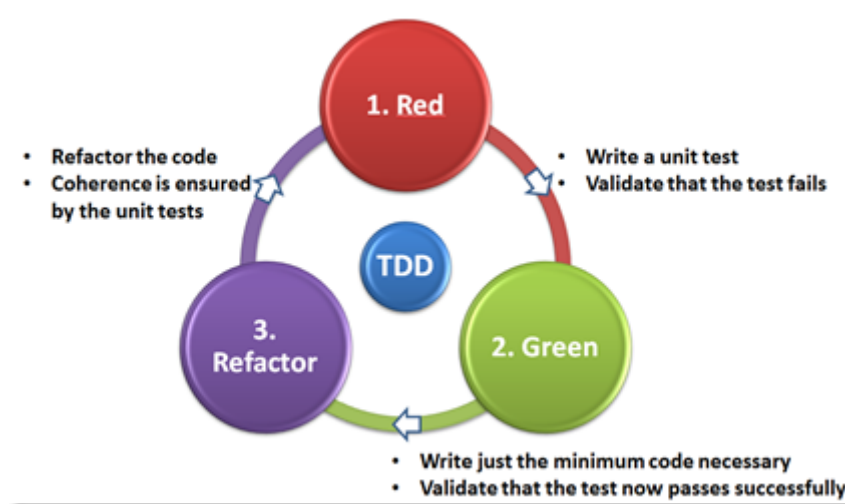 1. Red
• Write a unit test
• Validate that the test fails
• Refactor the code
• Coherence is ensured
by the unit tests
TDD
2. Green
3.
Refactor
• Write just the minimum code necessary
• Validate that the test now passes successfully